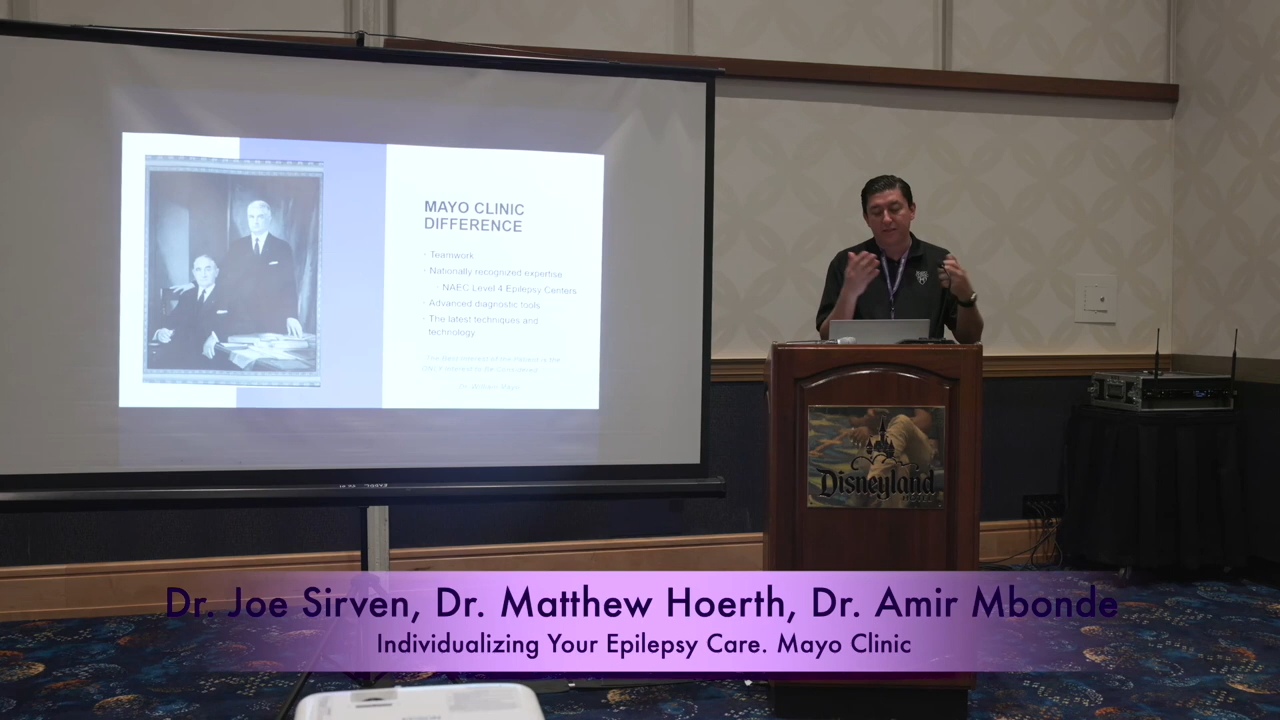 MAYO CLINIC
DIFFERENCE
Teamwork
Nationally recognized expertise
NAEC Level 4 Epilepsy Centers
Advanced diagnostic tools
The latest techniques and
technology
Disneyland
Dr. Joe Sirven, Dr. Matthew Hoerth, Dr. Amir Mbonde
Individualizing Your Epilepsy Care. Mayo Clinic